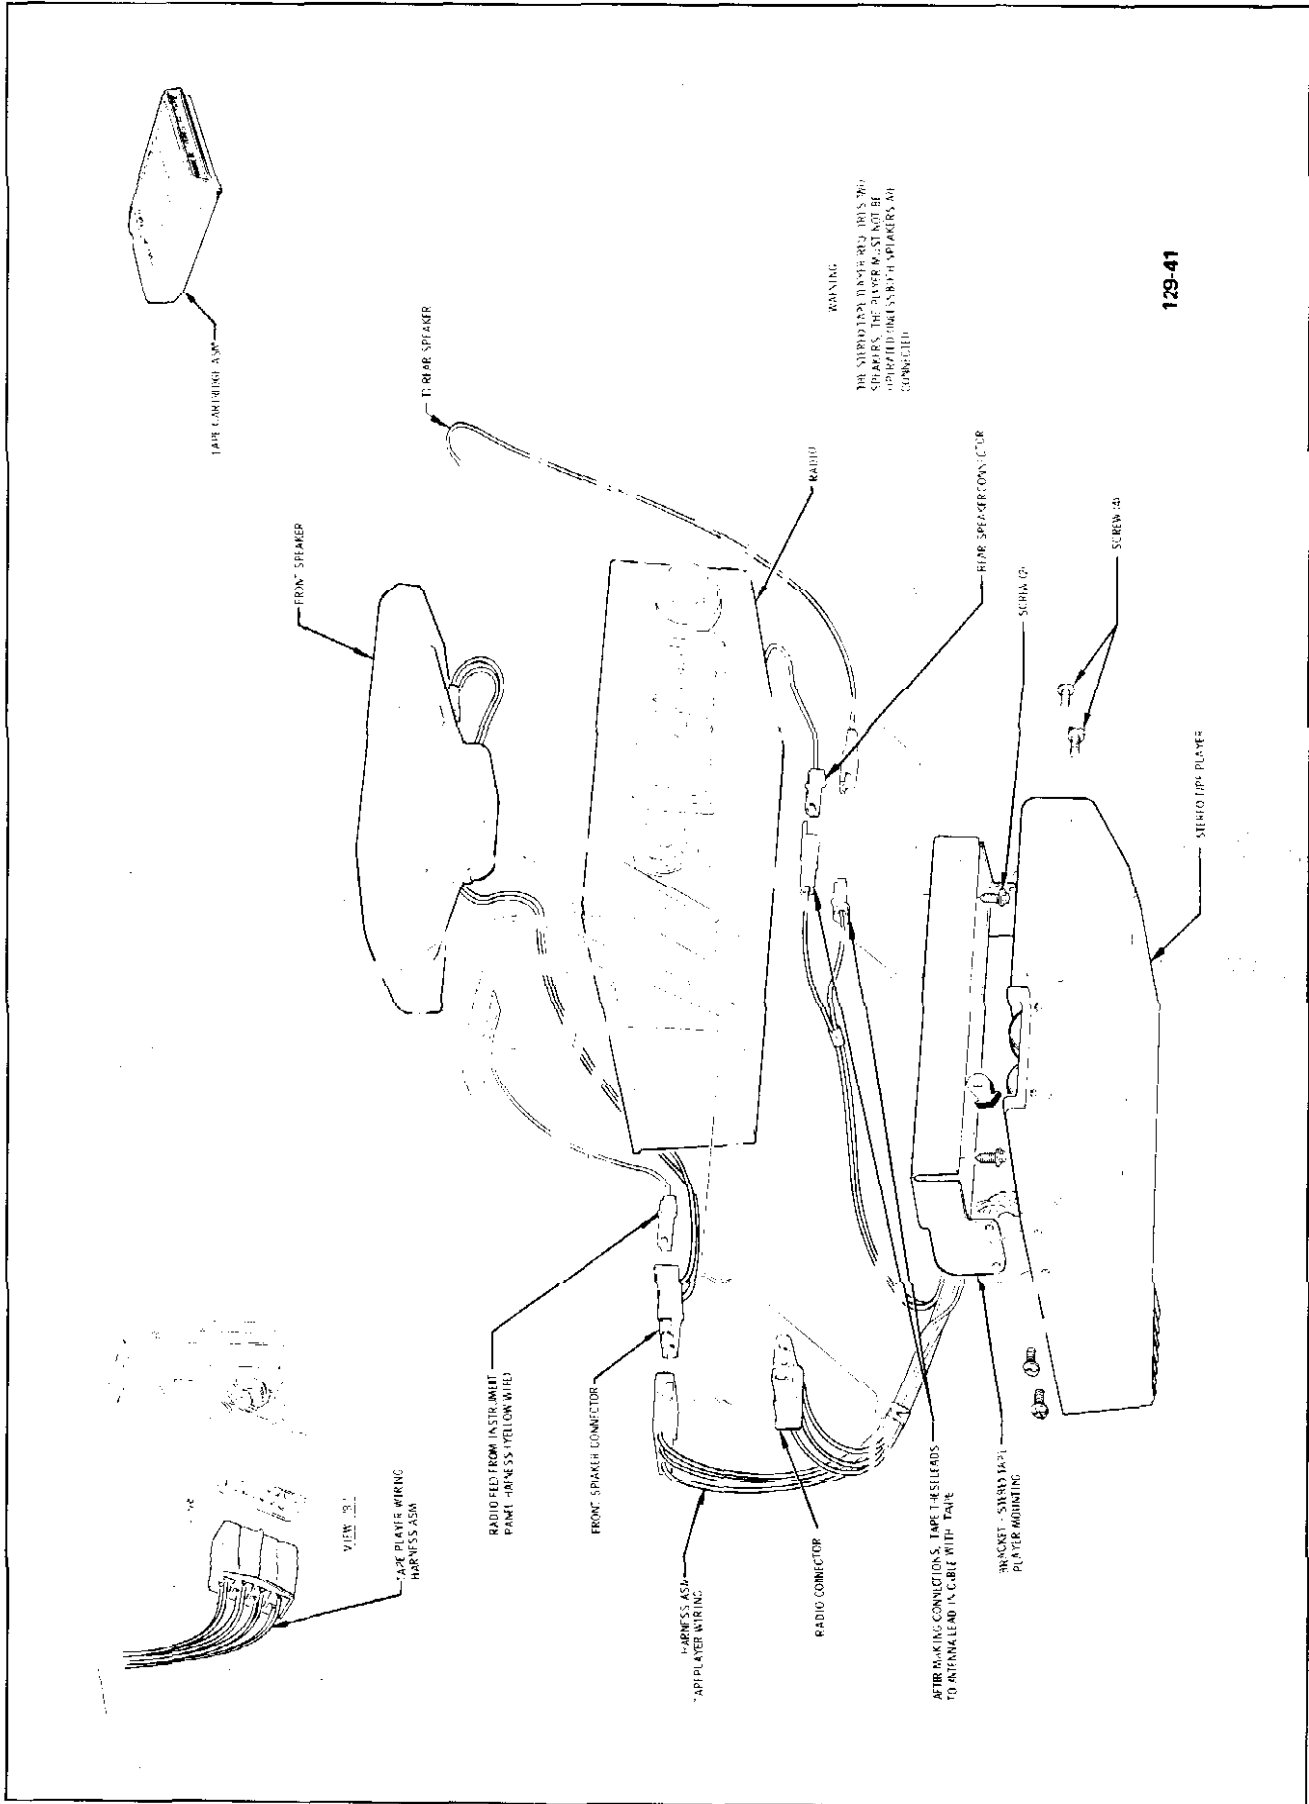 TAPE CARTRIDGE ASM
FRONT SPEAKER
TO REAR SPEAKER
RADIO
WARNING
THE STEREO TAPE PLAYER REQUIRES TWO
SPEAKERS. THE PLAYER MUST NOT BE
OPERATED UNLESS BOTH SPEAKERS ARE
CONNECTED
REAR SPEAKER CONNECTOR
SCREW (2)
SCREW (4)
STEREO TAPE PLAYER
129-41
VIEW "B"
TAPE PLAYER WIRING
HARNESS ASM
RADIO FEED FROM INSTRUMENT
PANEL HARNESS (YELLOW WIRE)
FRONT SPEAKER CONNECTOR
HARNESS ASM
TAPE PLAYER WIRING
RADIO CONNECTOR
AFTER MAKING CONNECTIONS, TAPE THESE LEADS
TO ANTENNA LEAD IN CABLE WITH TAPE
BRACKET - STEREO TAPE
PLAYER MOUNTING